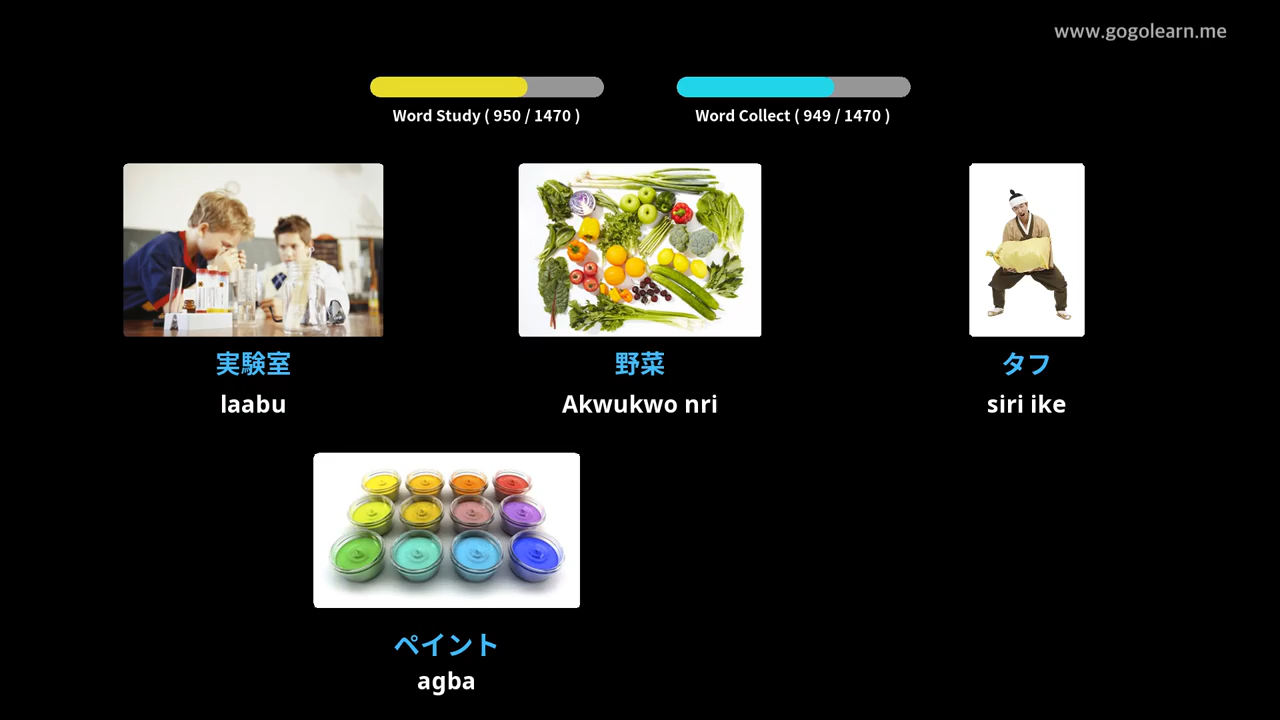 www.gogolearn.me
Word Study ( 950 / 1470 )
Word Collect ( 949 / 1470 )
実験室
laabu
野菜
Akwukwo nri
タフ
siri ike
ペイント
agba